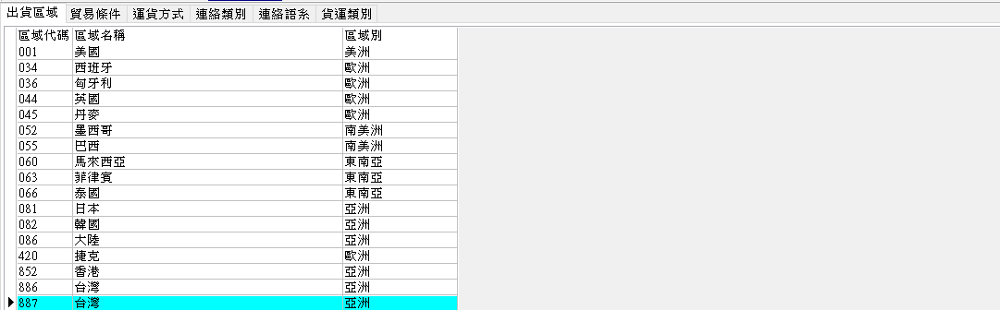 出貨區域 貿易條件 運貨方式 連絡類別 連絡語系 貨運類別
區域代碼 區域名稱 區域別
001 美國 美洲
034 西班牙 歐洲
036 匈牙利 歐洲
044 英國 歐洲
045 丹麥 歐洲
052 墨西哥 南美洲
055 巴西 南美洲
060 馬來西亞 東南亞
063 菲律賓 東南亞
066 泰國 東南亞
081 日本 亞洲
082 韓國 亞洲
086 大陸 亞洲
420 捷克 歐洲
852 香港 亞洲
886 台灣 亞洲
887 台灣 亞洲